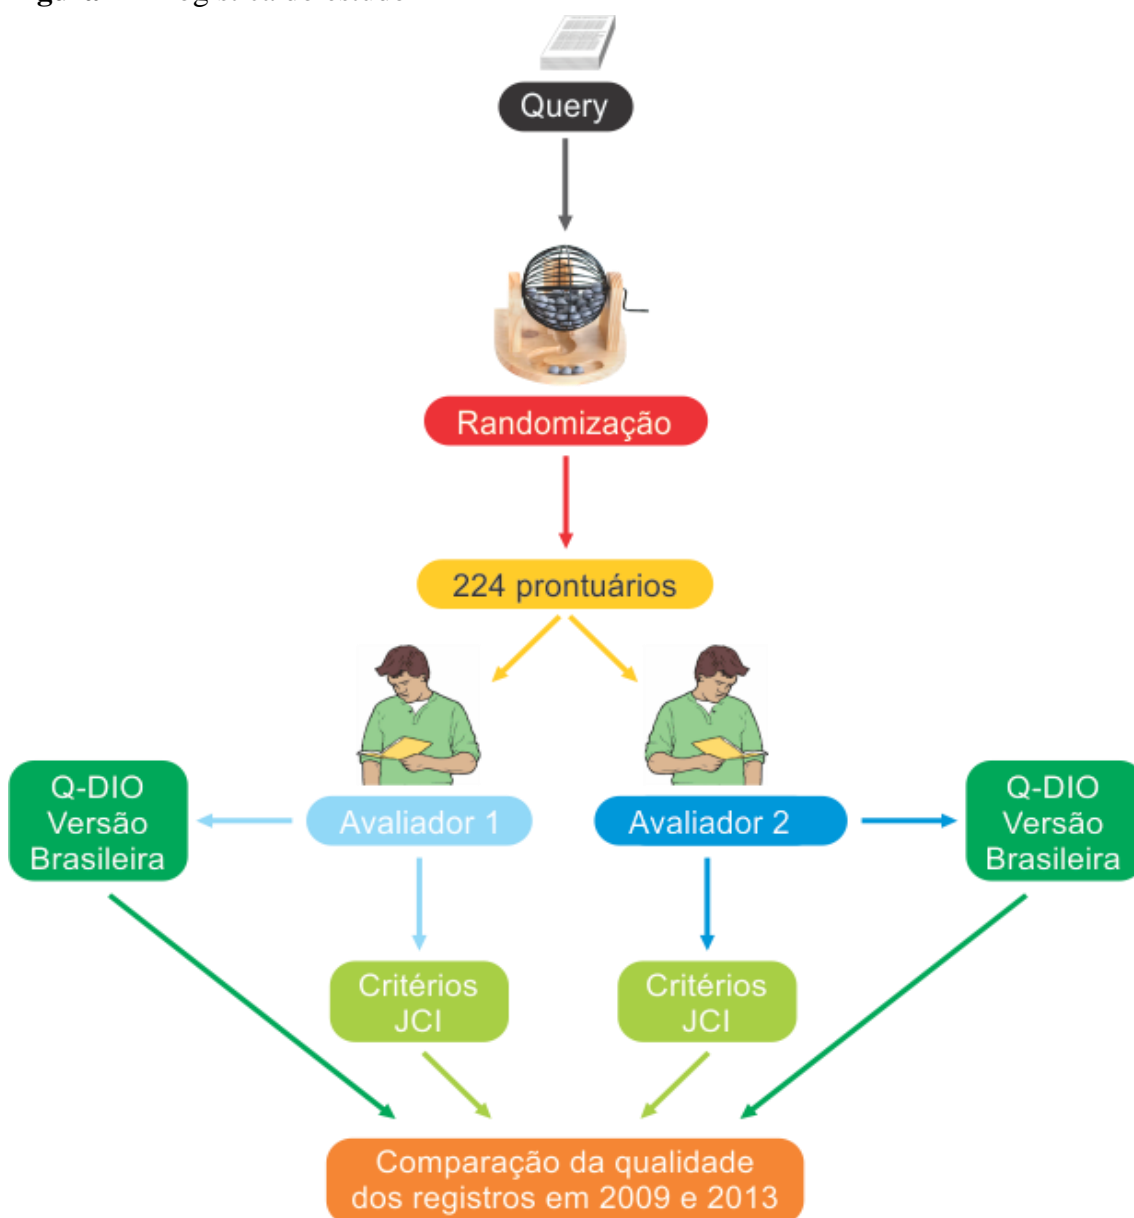 Query
Randomização
224 prontuários
Avaliador 1
Avaliador 2
Q-DIO
Versão
Brasileira
Q-DIO
Versão
Brasileira
Critérios
JCI
Critérios
JCI
Comparação da qualidade
dos registros em 2009 e 2013